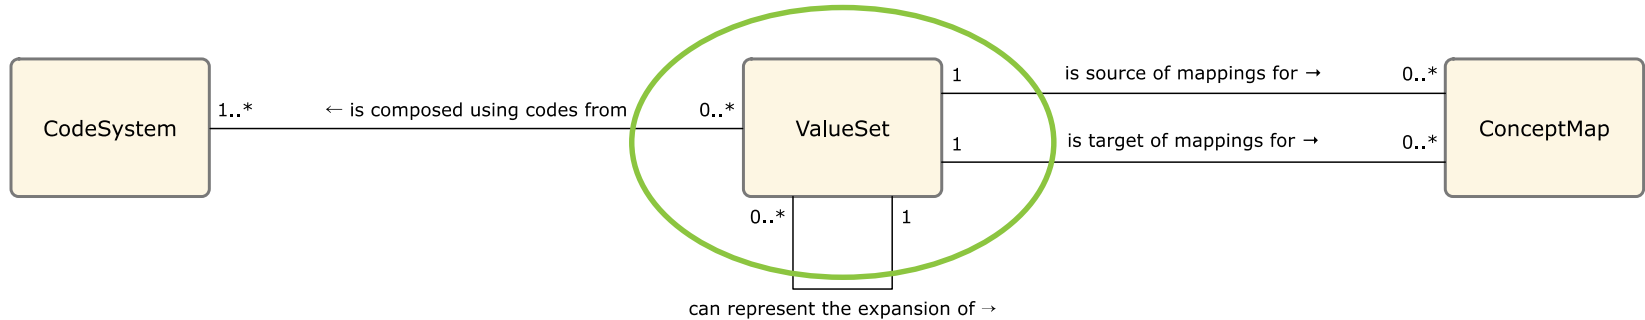 CodeSystem
1..*
← is composed using codes from
0..*
ValueSet
1
is source of mappings for →
0..*
1
is target of mappings for →
0..*
ConceptMap
0..*
1
can represent the expansion of →